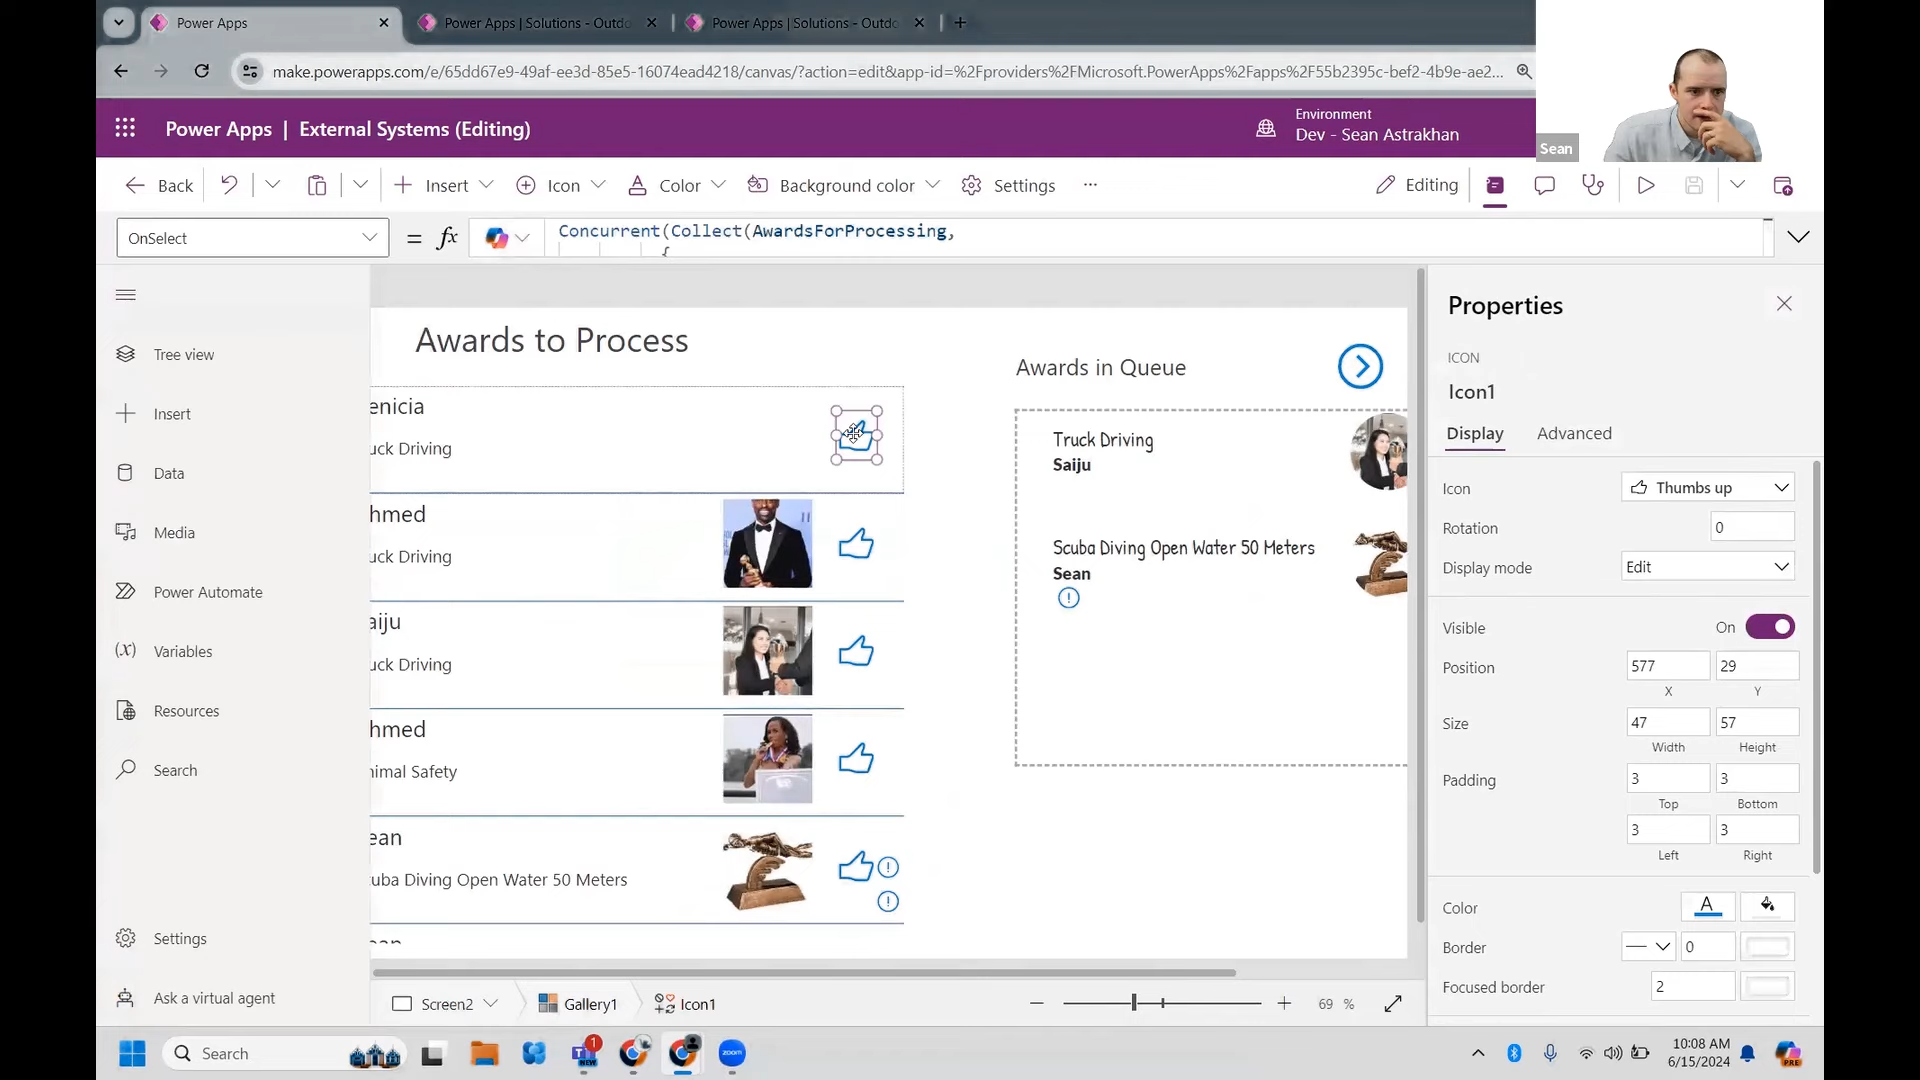 Power Apps
Power Apps | Solutions - Outdo
Power Apps | Solutions - Outdo
make.powerapps.com/e/65dd67e9-49af-ee3d-85e5-16074ead4218/canvas/?action=edit&app-id=%2Fproviders%2FMicrosoft.PowerApps%2Fapps%2F55b2395c-bef2-4b9e-ae2...
Power Apps | External Systems (Editing)
Environment
Dev - Sean Astrakhan
Sean
Back
Insert
Icon
Color
Background color
Settings
...
Editing
OnSelect
= fx
Concurrent(Collect(AwardsForProcessing,
{
Tree view
Insert
Data
Media
Power Automate
(x) Variables
Resources
Search
Settings
Ask a virtual agent
Awards to Process
enicia
uck Driving
hmed
uck Driving
aiju
uck Driving
hmed
nimal Safety
ean
cuba Diving Open Water 50 Meters
Awards in Queue
Truck Driving
Saiju
Scuba Diving Open Water 50 Meters
Sean
Properties
ICON
Icon1
Display
Advanced
Icon
Thumbs up
Rotation
0
Display mode
Edit
Visible
On
Position
577
29
X
Y
Size
47
57
Width
Height
Padding
3
3
Top
Bottom
3
3
Left
Right
Color
A
Border
0
Focused border
2
Screen2
Gallery1
Icon1
69 %
Search
1
NEW
zoom
10:08 AM
6/15/2024
PRE